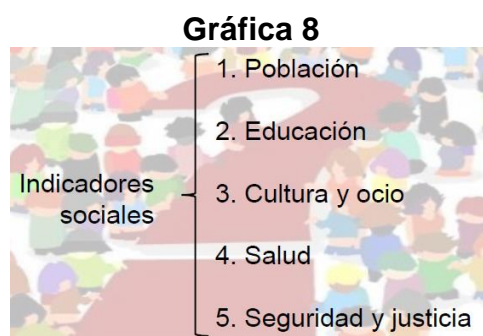 Gráfica 8
1. Población
2. Educación
Indicadores
sociales
3. Cultura y ocio
4. Salud
5. Seguridad y justicia